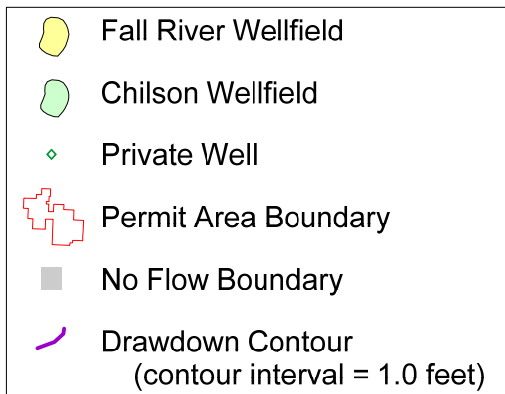 Fall River Wellfield
Chilson Wellfield
Private Well
Permit Area Boundary
No Flow Boundary
Drawdown Contour
(contour interval = 1.0 feet)